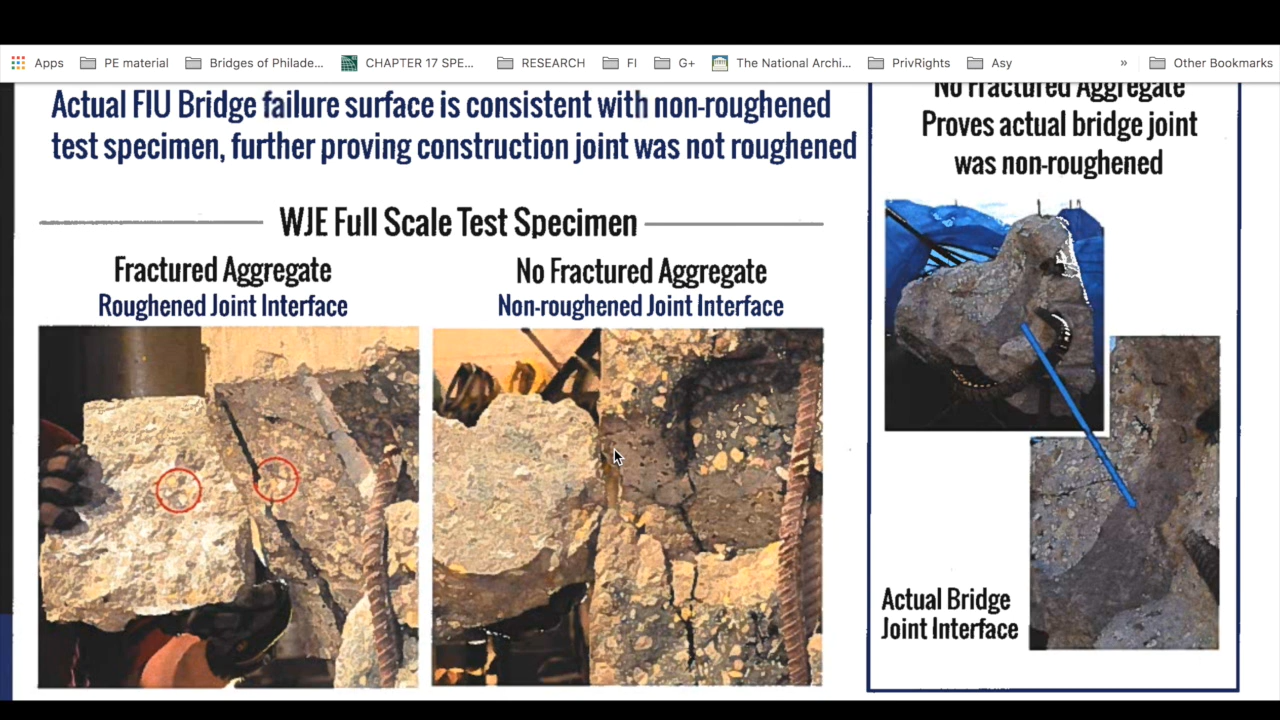 Apps PE material Bridges of Philade... CHAPTER 17 SPE... RESEARCH FI G+ The National Archi... PrivRights Asy » Other Bookmarks
Actual FIU Bridge failure surface is consistent with non-roughened
test specimen, further proving construction joint was not roughened
WJE Full Scale Test Specimen
Fractured Aggregate
Roughened Joint Interface
No Fractured Aggregate
Non-roughened Joint Interface
No Fractured Aggregate
Proves actual bridge joint
was non-roughened
Actual Bridge
Joint Interface